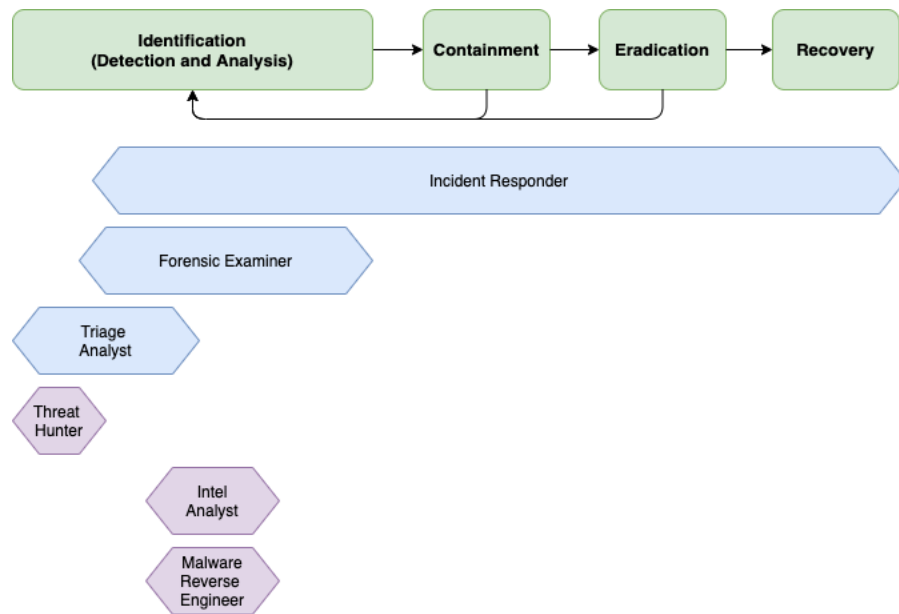 Identification
(Detection and Analysis)
Containment
Eradication
Recovery
Incident Responder
Forensic Examiner
Triage
Analyst
Threat
Hunter
Intel
Analyst
Malware
Reverse
Engineer